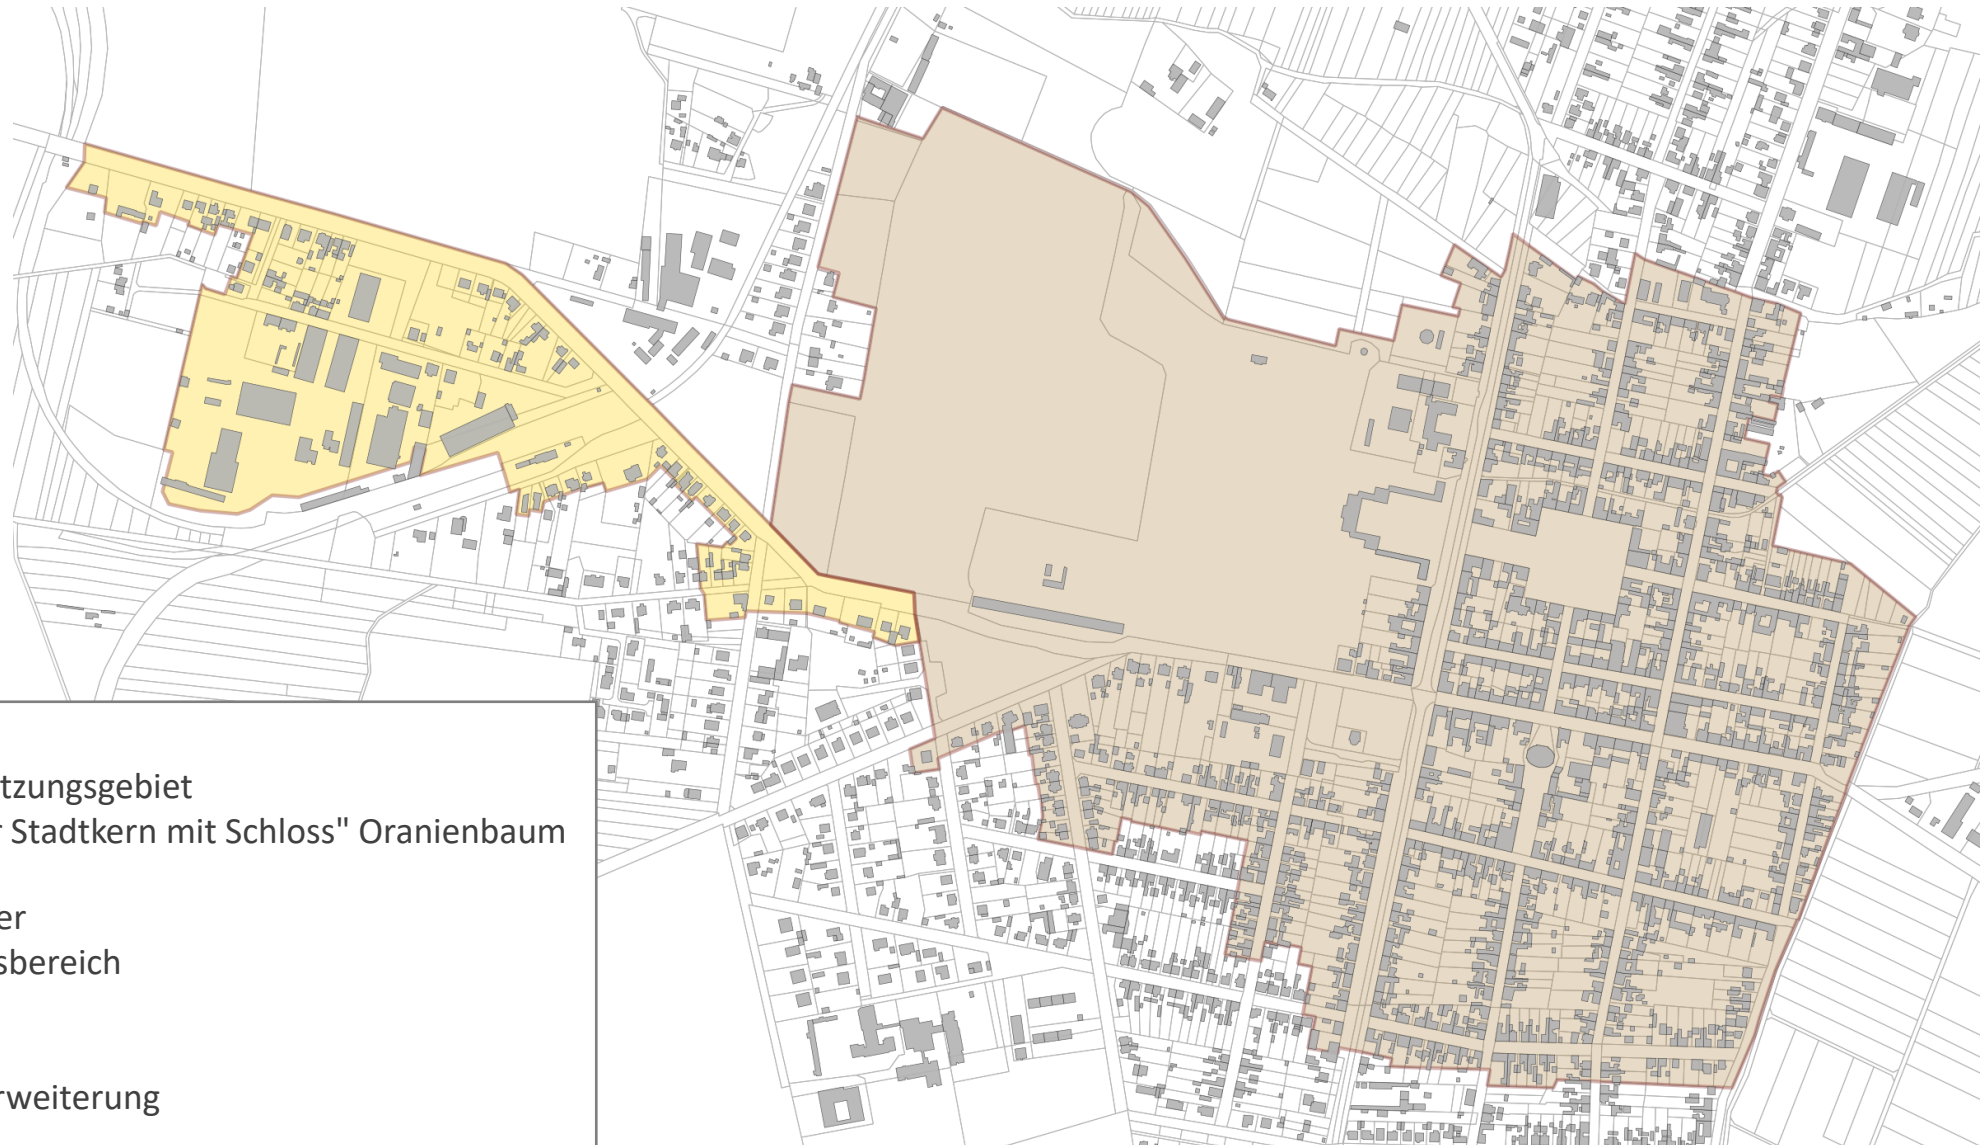 tzungsgebiet
r Stadtkern mit Schloss" Oranienbaum
er
sbereich
rweiterung